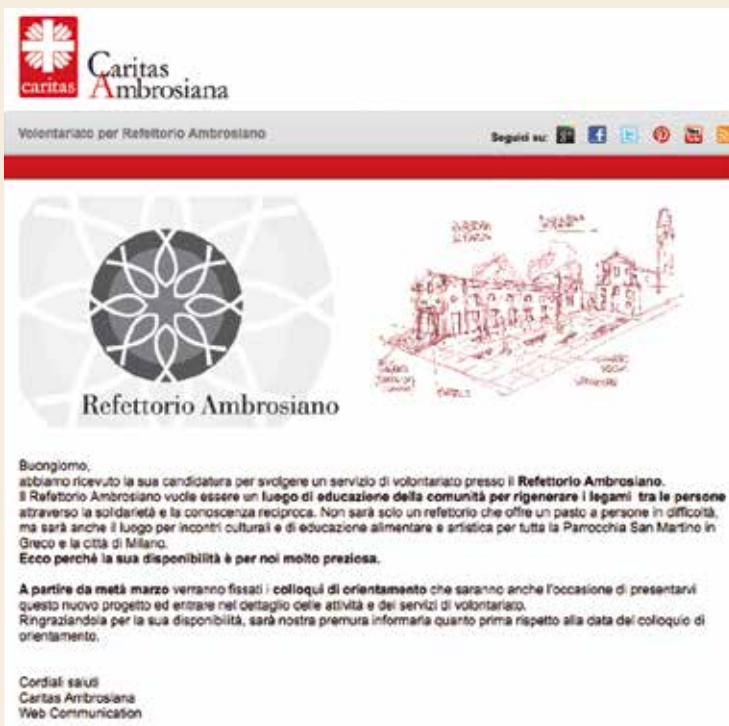 caritas
Caritas
Ambrosiana
Volontariato per Refettorio Ambrosiano
Seguici su:
Refettorio Ambrosiano
Buongiorno,
abbiamo ricevuto la sua candidatura per svolgere un servizio di volontariato presso il Refettorio Ambrosiano.
Il Refettorio Ambrosiano vuole essere un luogo di educazione della comunità per rigenerare i legami tra le persone
attraverso la solidarietà e la conoscenza reciproca. Non sarà solo un refettorio che offre un pasto a persone in difficoltà,
ma sarà anche il luogo per incontri culturali e di educazione alimentare e artistica per tutta la Parrocchia San Martino in
Greco e la città di Milano.
Ecco perché la sua disponibilità è per noi molto preziosa.
A partire da metà marzo verranno fissati i colloqui di orientamento che saranno anche l'occasione di presentarvi
questo nuovo progetto ed entrare nel dettaglio delle attività e dei servizi di volontariato.
Ringraziandola per la sua disponibilità, sarà nostra premura informarla quanto prima rispetto alla data del colloquio di
orientamento.
Cordiali saluti
Caritas Ambrosiana
Web Communication